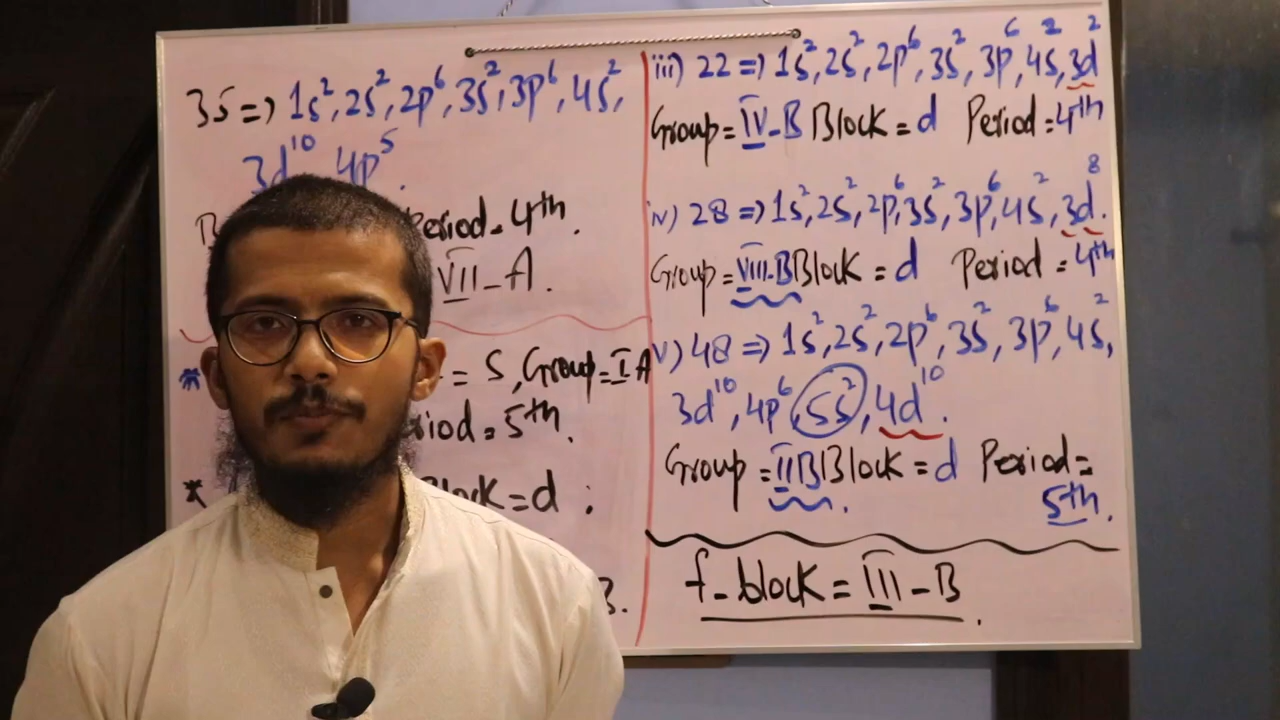 35 => 1s², 2s², 2p⁶, 3s², 3p⁶, 4s²,
3d¹⁰ 4p⁵.
Period = 4th.
VII - A.
= S, Group = I A
= 5th.
Block = d ;
B.
iii) 22 => 1s², 2s², 2p⁶, 3s², 3p⁶, 4s², 3d²
Group = IV-B Block = d Period = 4th
iv) 28 => 1s², 2s², 2p⁶, 3s², 3p⁶, 4s², 3d⁸.
Group = VIII-B Block = d Period = 4th
v) 48 => 1s², 2s², 2p⁶, 3s², 3p⁶, 4s²,
3d¹⁰, 4p⁶, 5s², 4d¹⁰.
Group = IIB Block = d Period =
5th.
f-block = III-B.